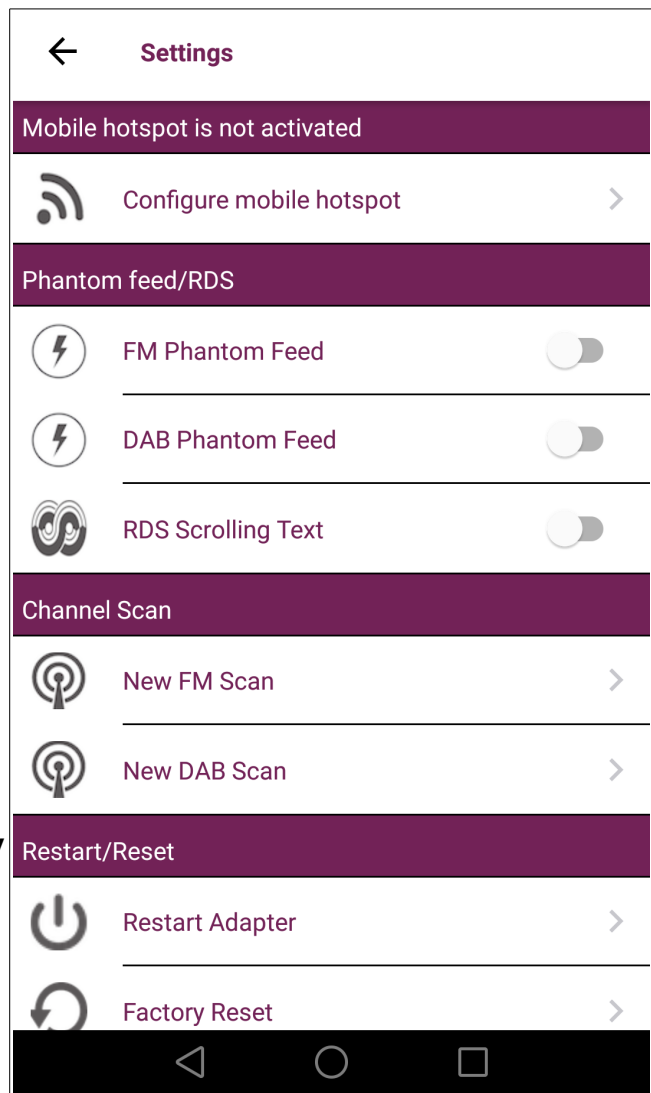 Settings
Mobile hotspot is not activated
Configure mobile hotspot
Phantom feed/RDS
FM Phantom Feed
DAB Phantom Feed
RDS Scrolling Text
Channel Scan
New FM Scan
New DAB Scan
Restart/Reset
Restart Adapter
Factory Reset